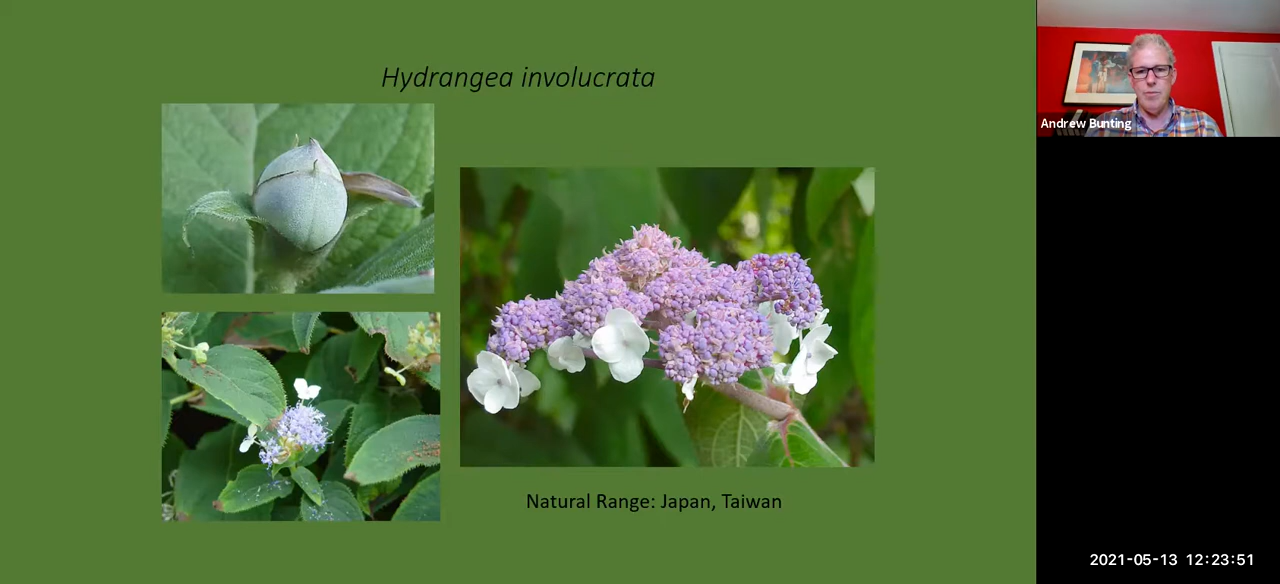 Hydrangea involucrata
Andrew Bunting
Natural Range: Japan, Taiwan
2021-05-13 12:23:51